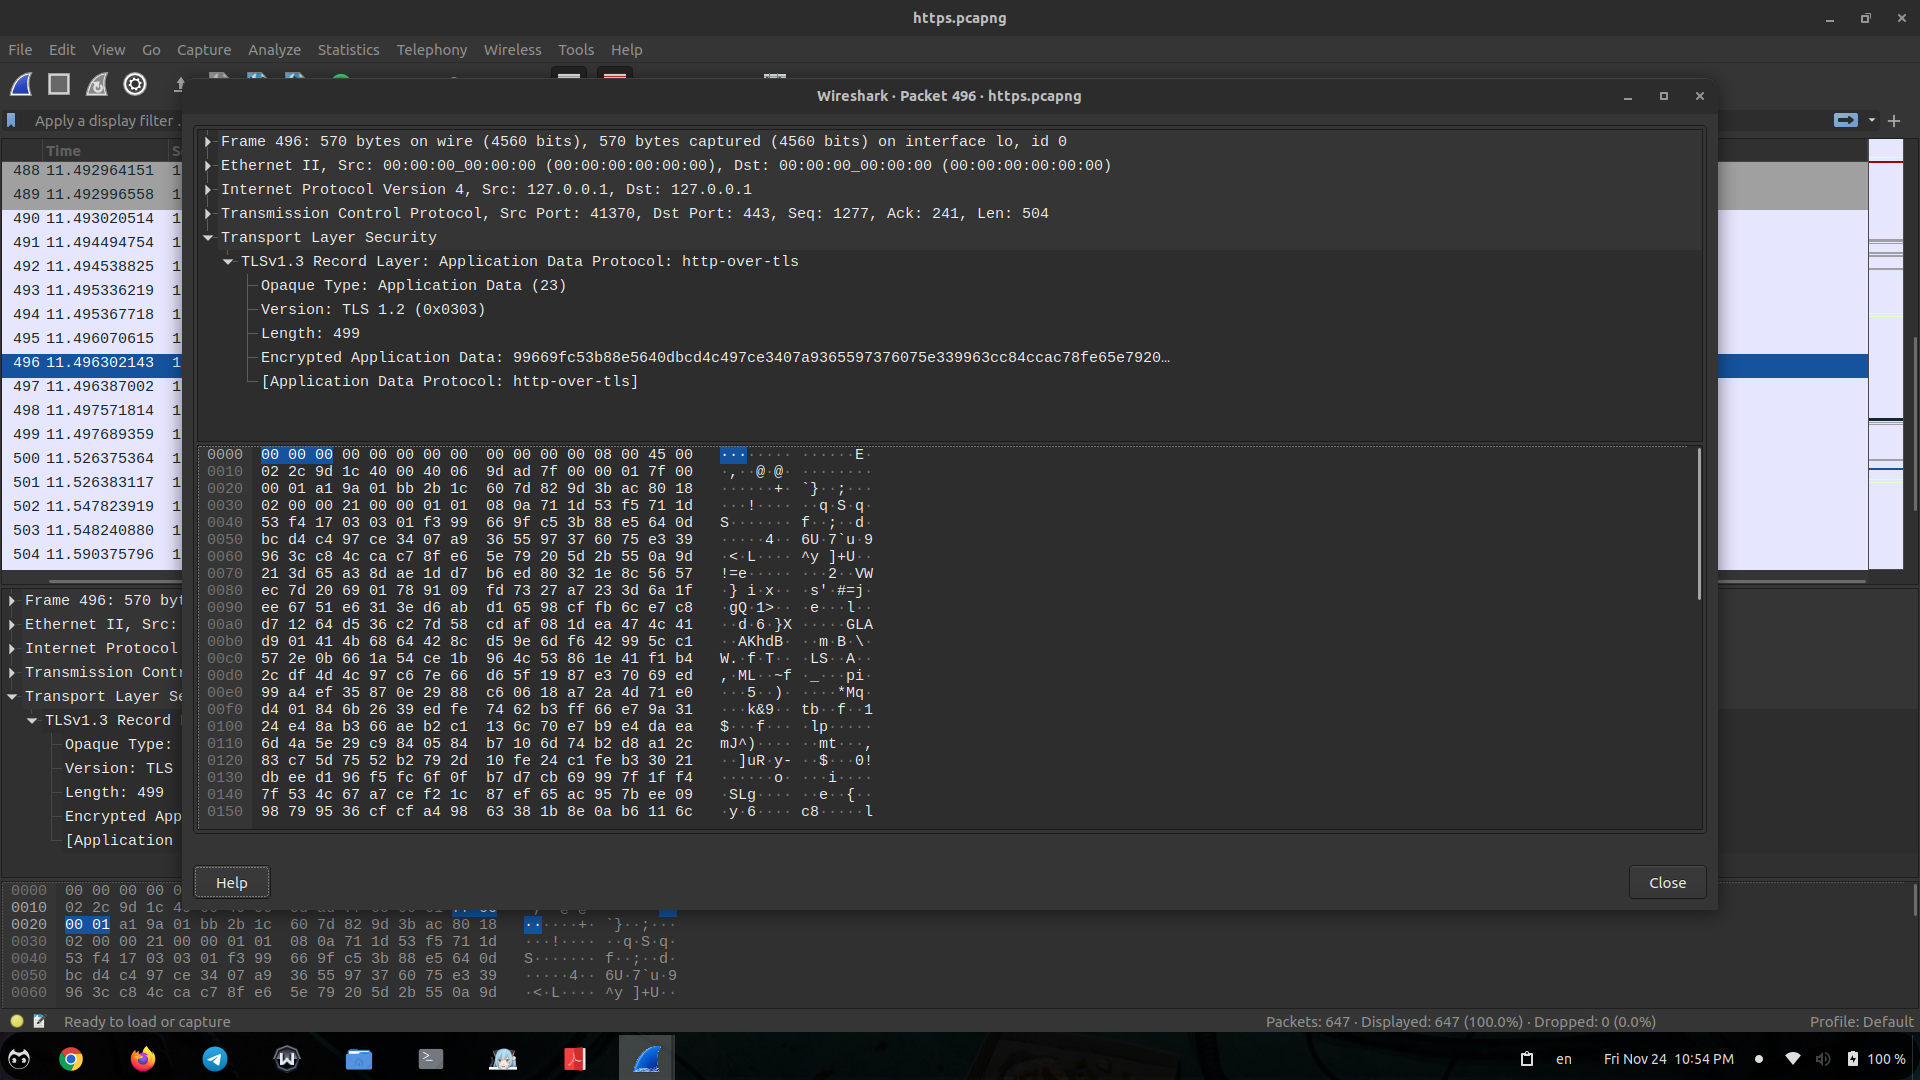 https.pcapng
File Edit View Go Capture Analyze Statistics Telephony Wireless Tools Help
Wireshark · Packet 496 · https.pcapng
Apply a display filter
Time
488 11.492964151 1
489 11.492996558 1
490 11.493020514 1
491 11.494494754 1
492 11.494538825 1
493 11.495336219 1
494 11.495367718 1
495 11.496070615 1
496 11.496302143 1
497 11.496387002 1
498 11.497571814 1
499 11.497689359 1
500 11.526375364 1
501 11.526383117 1
502 11.547823919 1
503 11.548240880 1
504 11.590375796 1
Frame 496: 570 bytes on wire (4560 bits), 570 bytes captured (4560 bits) on interface lo, id 0
Ethernet II, Src: 00:00:00_00:00:00 (00:00:00:00:00:00), Dst: 00:00:00_00:00:00 (00:00:00:00:00:00)
Internet Protocol Version 4, Src: 127.0.0.1, Dst: 127.0.0.1
Transmission Control Protocol, Src Port: 41370, Dst Port: 443, Seq: 1277, Ack: 241, Len: 504
Transport Layer Security
TLSv1.3 Record Layer: Application Data Protocol: http-over-tls
Opaque Type: Application Data (23)
Version: TLS 1.2 (0x0303)
Length: 499
Encrypted Application Data: 99669fc53b88e5640dbcd4c497ce3407a9365597376075e339963cc84ccac78fe65e7920…
[Application Data Protocol: http-over-tls]
0000 00 00 00 00 00 00 00 00 00 00 00 00 08 00 45 00 ··············E·
0010 02 2c 9d 1c 40 00 40 06 9d ad 7f 00 00 01 7f 00 ·,··@·@· ········
0020 00 01 a1 9a 01 bb 2b 1c 60 7d 82 9d 3b ac 80 18 ······+· `}··;···
0030 02 00 00 21 00 00 01 01 08 0a 71 1d 53 f5 71 1d ···!···· ··q·S·q·
0040 53 f4 17 03 03 01 f3 99 66 9f c5 3b 88 e5 64 0d S······· f··;··d·
0050 bc d4 c4 97 ce 34 07 a9 36 55 97 37 60 75 e3 39 ·····4·· 6U·7`u·9
0060 96 3c c8 4c ca c7 8f e6 5e 79 20 5d 2b 55 0a 9d ·<·L···· ^y ]+U··
0070 21 3d 65 a3 8d ae 1d d7 b6 ed 80 32 1e 8c 56 57 !=e····· ···2··VW
0080 ec 7d 20 69 01 78 91 09 fd 73 27 a7 23 3d 6a 1f ·} i·x·· ·s'·#=j·
0090 ee 67 51 e6 31 3e d6 ab d1 65 98 cf fb 6c e7 c8 ·gQ·1>·· ·e···l··
00a0 d7 12 64 d5 36 c2 7d 58 cd af 08 1d ea 47 4c 41 ··d·6·}X ·····GLA
00b0 d9 01 41 4b 68 64 42 8c d5 9e 6d f6 42 99 5c c1 ··AKhdB· ··m·B·\·
00c0 57 2e 0b 66 1a 54 ce 1b 96 4c 53 86 1e 41 f1 b4 W.·f·T·· ·LS··A··
00d0 2c df 4d 4c 97 c6 7e 66 d6 5f 19 87 e3 70 69 ed ,·ML··~f ·_···pi·
00e0 99 a4 ef 35 87 0e 29 88 c6 06 18 a7 2a 4d 71 e0 ···5··)· ····*Mq·
00f0 d4 01 84 6b 26 39 ed fe 74 62 b3 ff 66 e7 9a 31 ···k&9·· tb··f··1
0100 24 e4 8a b3 66 ae b2 c1 13 6c 70 e7 b9 e4 da ea $···f··· ·lp·····
0110 6d 4a 5e 29 c9 84 05 84 b7 10 6d 74 b2 d8 a1 2c mJ^)···· ··mt···,
0120 83 c7 5d 75 52 b2 79 2d 10 fe 24 c1 fe b3 30 21 ··]uR·y- ··$···0!
0130 db ee d1 96 f5 fc 6f 0f b7 d7 cb 69 99 7f 1f f4 ······o· ···i····
0140 7f 53 4c 67 a7 ce f2 1c 87 ef 65 ac 95 7b ee 09 ·SLg···· ··e··{··
0150 98 79 95 36 cf cf a4 98 63 38 1b 8e 0a b6 11 6c ·y·6···· c8·····l
Help
Close
Frame 496: 570 byt
Ethernet II, Src:
Internet Protocol
Transmission Contr
Transport Layer Se
TLSv1.3 Record
Opaque Type:
Version: TLS
Length: 499
Encrypted App
[Application
0000 00 00 00 00 00 0
0010 02 2c 9d 1c
0020 00 01 a1 9a 01 bb 2b 1c 60 7d 82 9d 3b ac 80 18 ······+· `}··;···
0030 02 00 00 21 00 00 01 01 08 0a 71 1d 53 f5 71 1d ···!···· ··q·S·q·
0040 53 f4 17 03 03 01 f3 99 66 9f c5 3b 88 e5 64 0d S······· f··;··d·
0050 bc d4 c4 97 ce 34 07 a9 36 55 97 37 60 75 e3 39 ·····4·· 6U·7`u·9
0060 96 3c c8 4c ca c7 8f e6 5e 79 20 5d 2b 55 0a 9d ·<·L···· ^y ]+U··
Ready to load or capture
Packets: 647 · Displayed: 647 (100.0%) · Dropped: 0 (0.0%)
Profile: Default
en
Fri Nov 24 10:54 PM
100 %